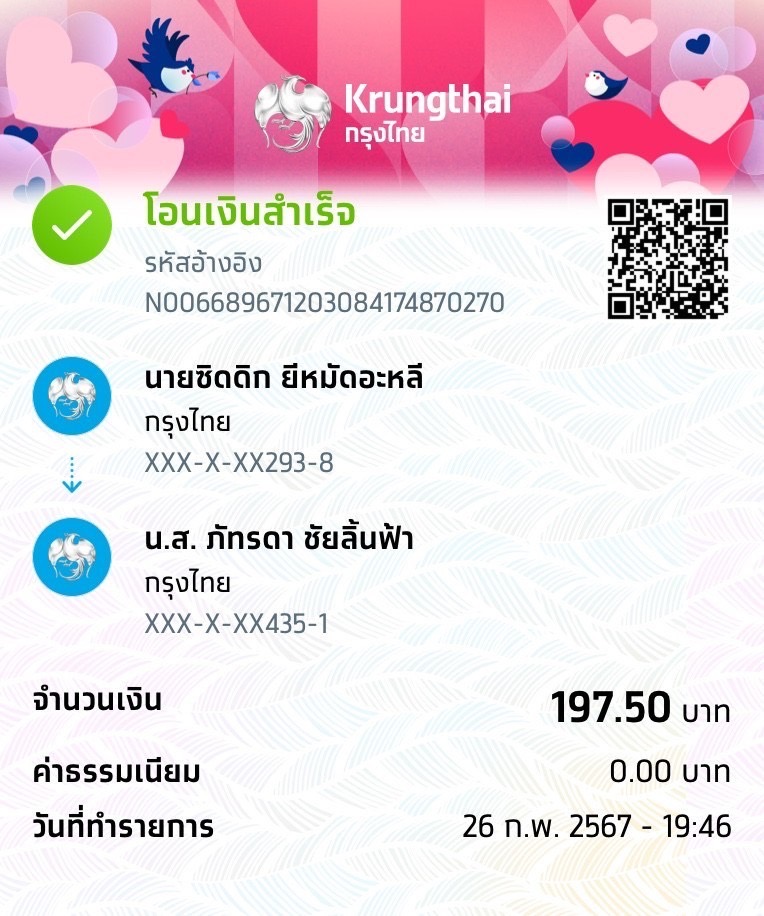 Krungthai
กรุงไทย
โอนเงินสำเร็จ
รหัสอ้างอิง
N006689671203084174870270
นายซิดดิก ยีหมัดอะหลี
กรุงไทย
XXX-X-XX293-8
น.ส. ภัทรดา ชัยลิ้นฟ้า
กรุงไทย
XXX-X-XX435-1
จำนวนเงิน 197.50 บาท
ค่าธรรมเนียม 0.00 บาท
วันที่ทำรายการ 26 ก.พ. 2567 - 19:46